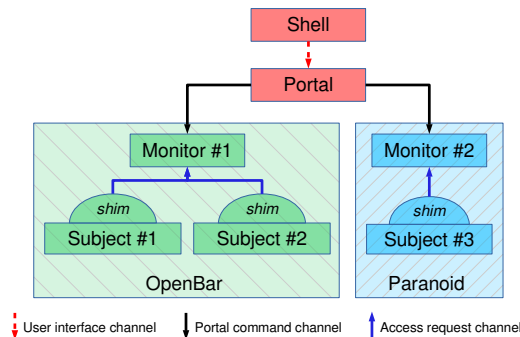 Shell
Portal
Monitor #1
Monitor #2
shim
shim
shim
Subject #1
Subject #2
Subject #3
OpenBar
Paranoid
User interface channel
Portal command channel
Access request channel